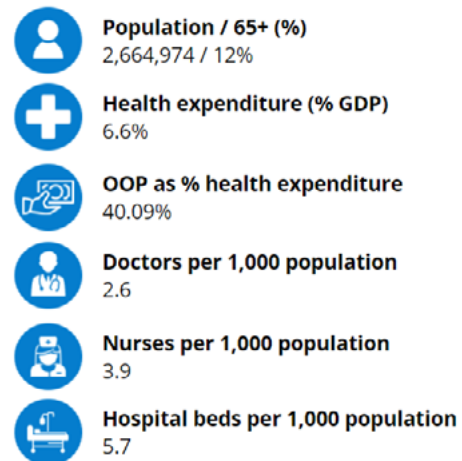 Population / 65+ (%)
2,664,974 / 12%
Health expenditure (% GDP)
6.6%
OOP as % health expenditure
40.09%
Doctors per 1,000 population
2.6
Nurses per 1,000 population
3.9
Hospital beds per 1,000 population
5.7